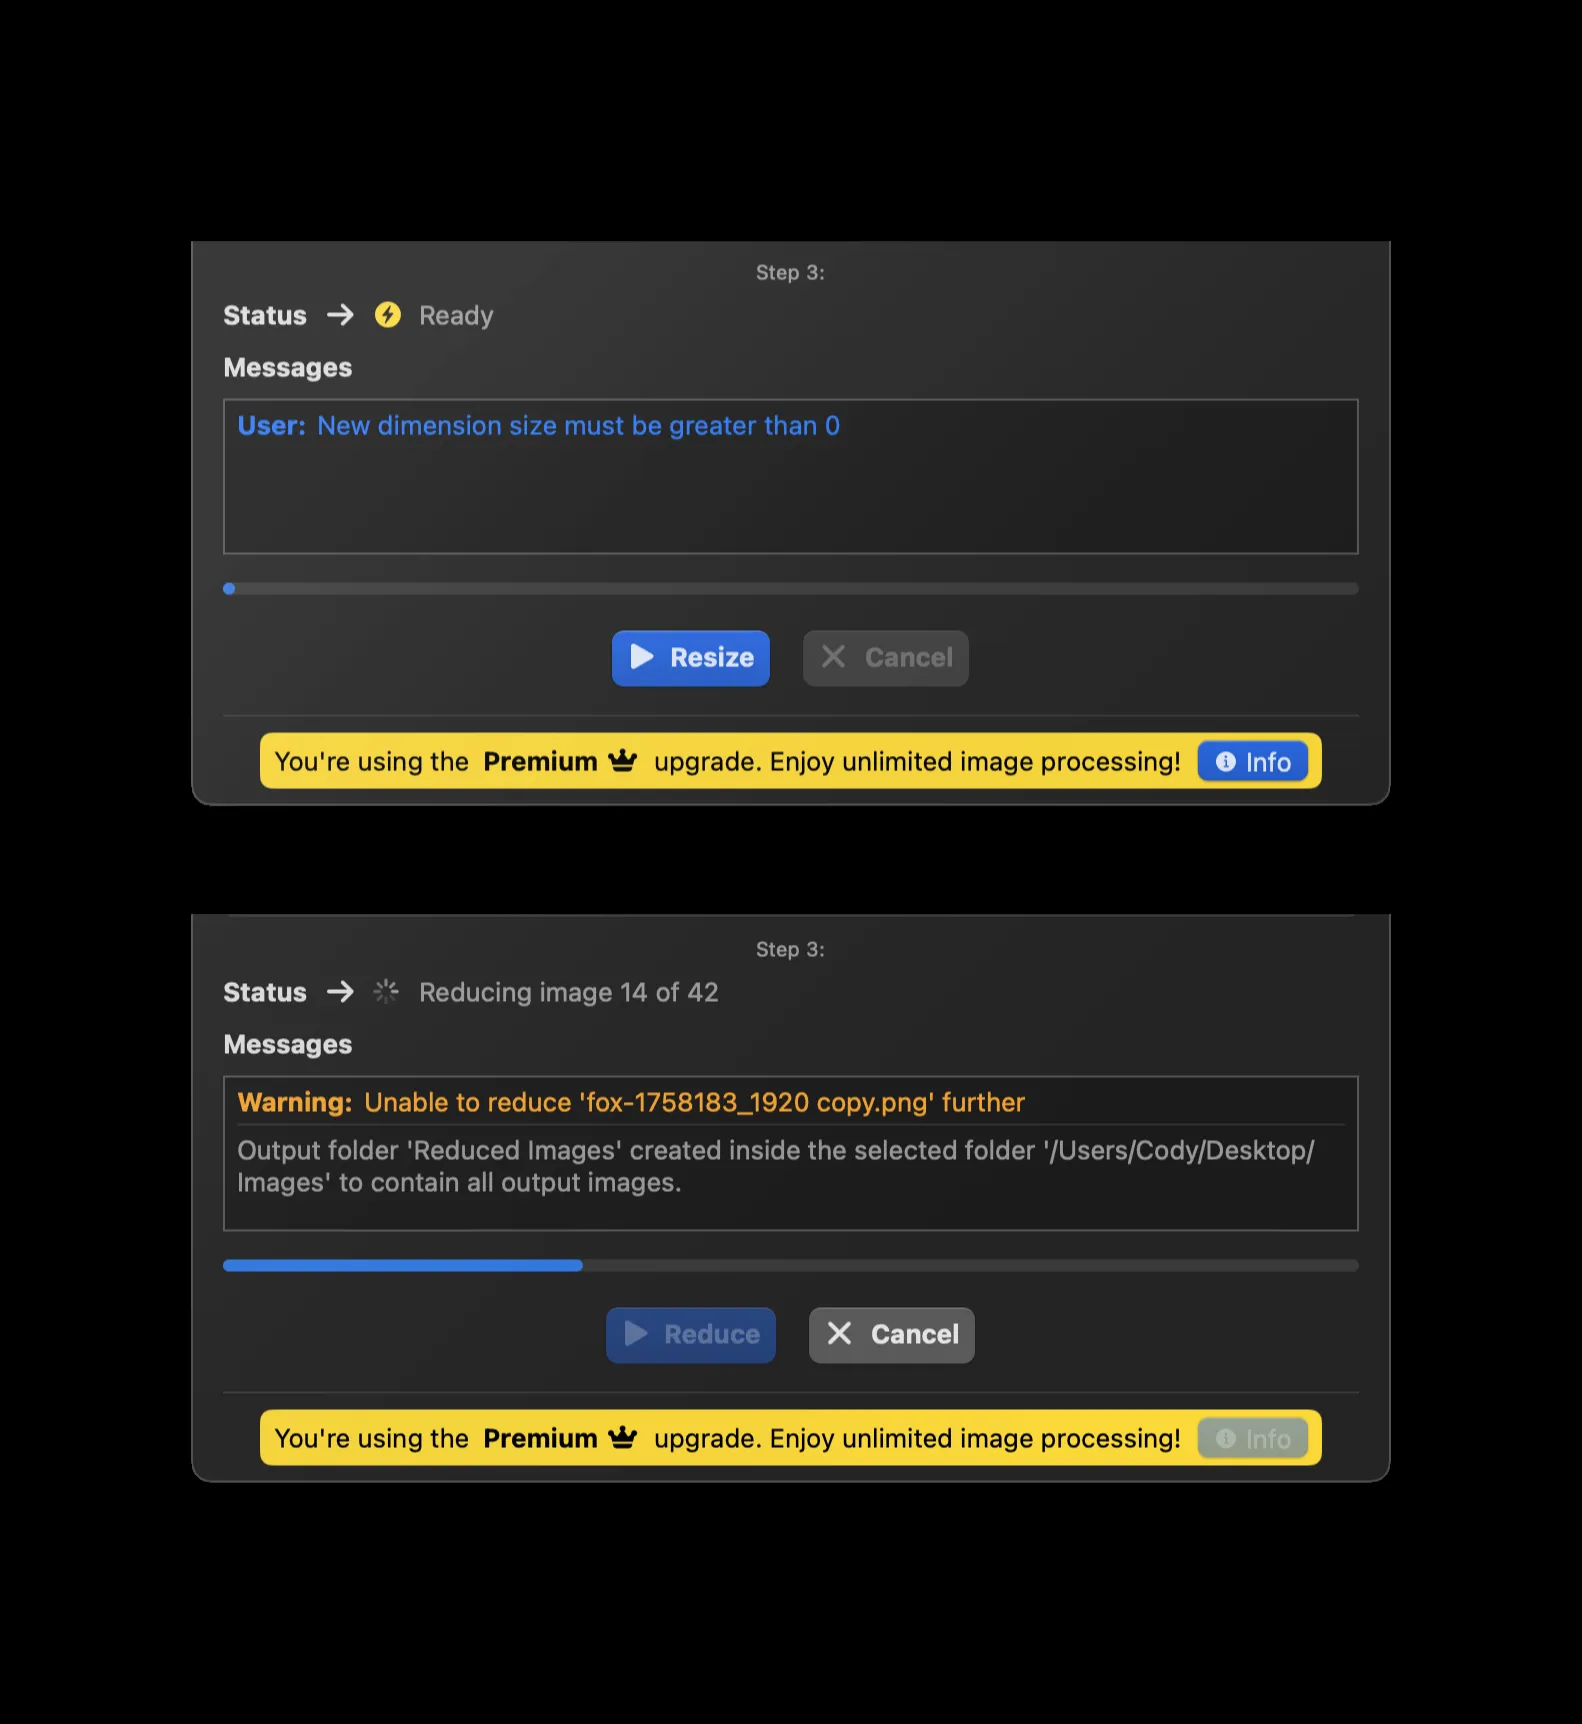 Step 3:
Status → Ready
Messages
User: New dimension size must be greater than 0
Resize
Cancel
You're using the Premium upgrade. Enjoy unlimited image processing! Info
Step 3:
Status → Reducing image 14 of 42
Messages
Warning: Unable to reduce 'fox-1758183_1920 copy.png' further
Output folder 'Reduced Images' created inside the selected folder '/Users/Cody/Desktop/
Images' to contain all output images.
Reduce
Cancel
You're using the Premium upgrade. Enjoy unlimited image processing! Info